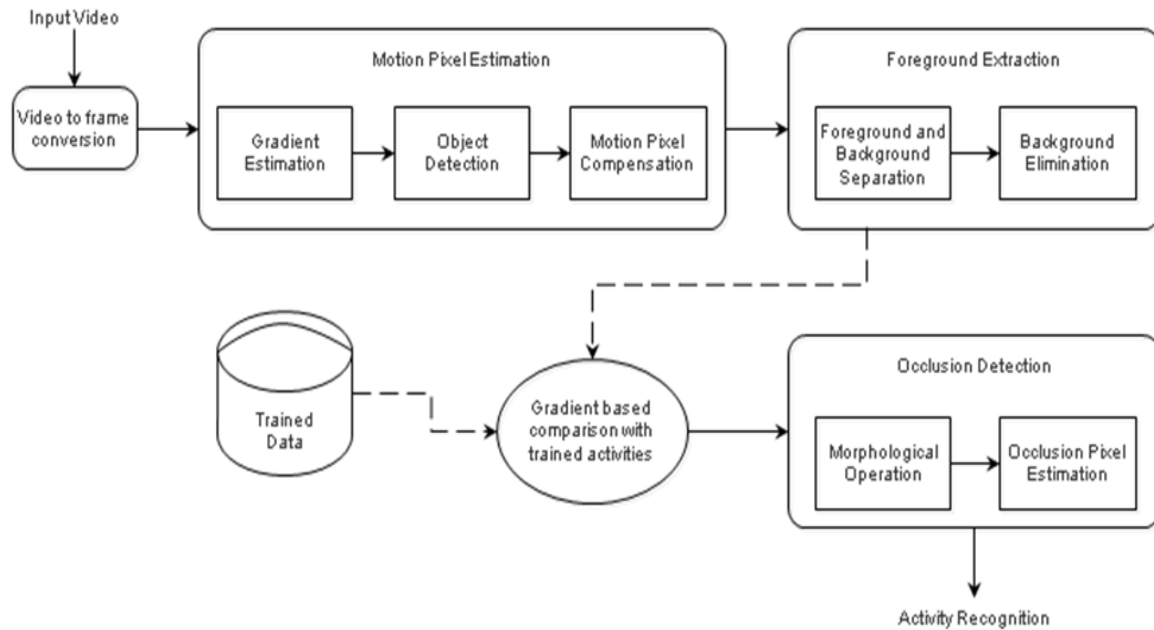 Input Video
Video to frame
conversion
Motion Pixel Estimation
Gradient
Estimation
Object
Detection
Motion Pixel
Compensation
Foreground Extraction
Foreground and
Background
Separation
Background
Elimination
Trained
Data
Gradient based
comparison with
trained activities
Occlusion Detection
Morphological
Operation
Occlusion Pixel
Estimation
Activity Recognition